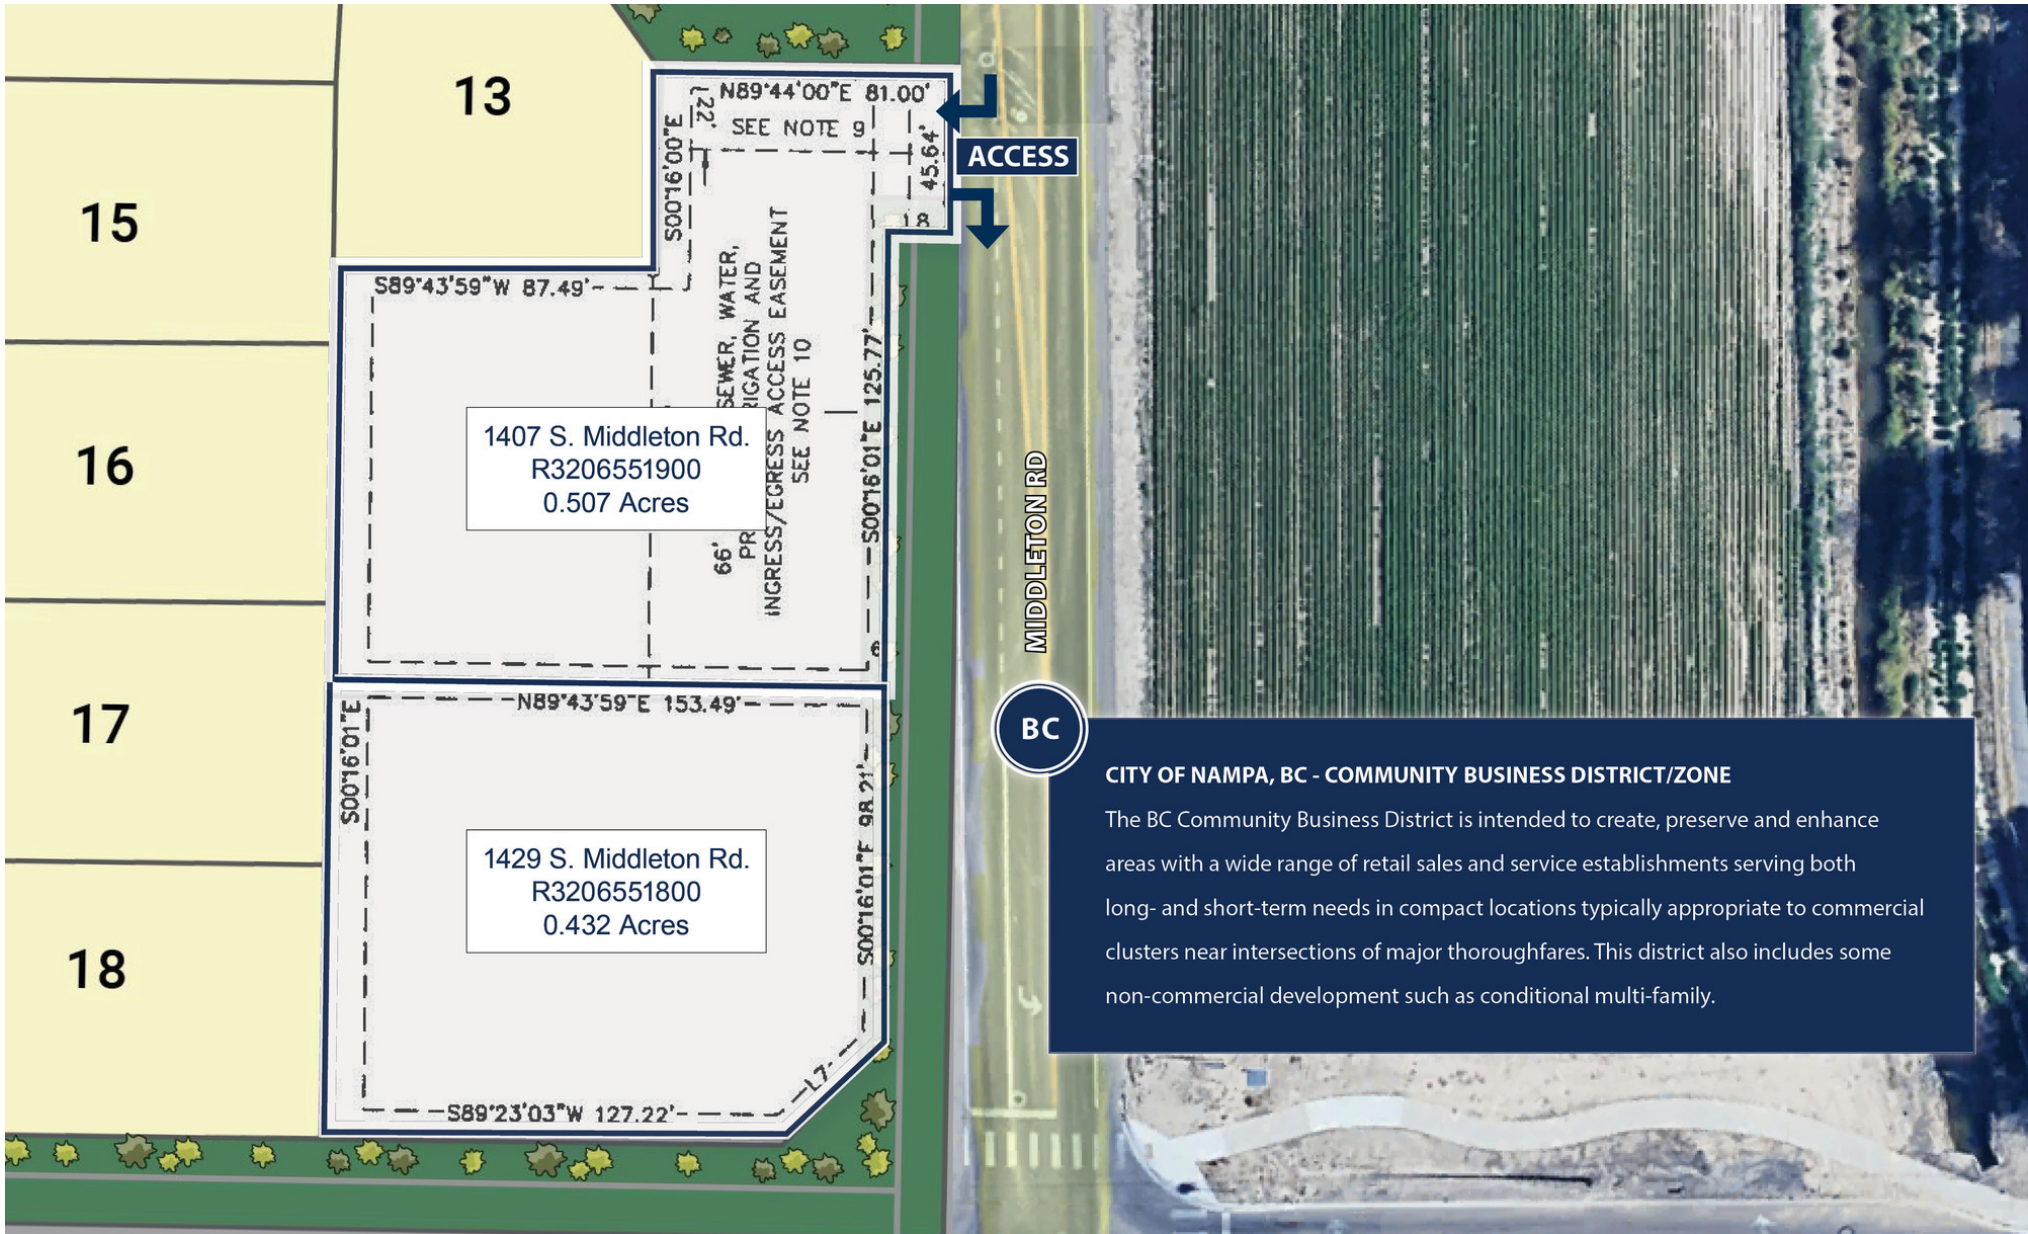 13
15
16
17
18
N89°44'00"E 81.00'
22'
SEE NOTE 9
S00°16'00"E
45.64'
8
ACCESS
S89°43'59"W 87.49'
SEWER, WATER,
INGRESS/EGRESS ACCESS EASEMENT
SEE NOTE 10
66'
S00°16'01"E 125.77'
1407 S. Middleton Rd.
R3206551900
0.507 Acres
MIDDLETON RD
N89°43'59"E 153.49'
S00°16'01"E
S00°16'01"E 98.21'
1429 S. Middleton Rd.
R3206551800
0.432 Acres
L7
S89°23'03"W 127.22'
BC
CITY OF NAMPA, BC - COMMUNITY BUSINESS DISTRICT/ZONE
The BC Community Business District is intended to create, preserve and enhance
areas with a wide range of retail sales and service establishments serving both
long- and short-term needs in compact locations typically appropriate to commercial
clusters near intersections of major thoroughfares. This district also includes some
non-commercial development such as conditional multi-family.